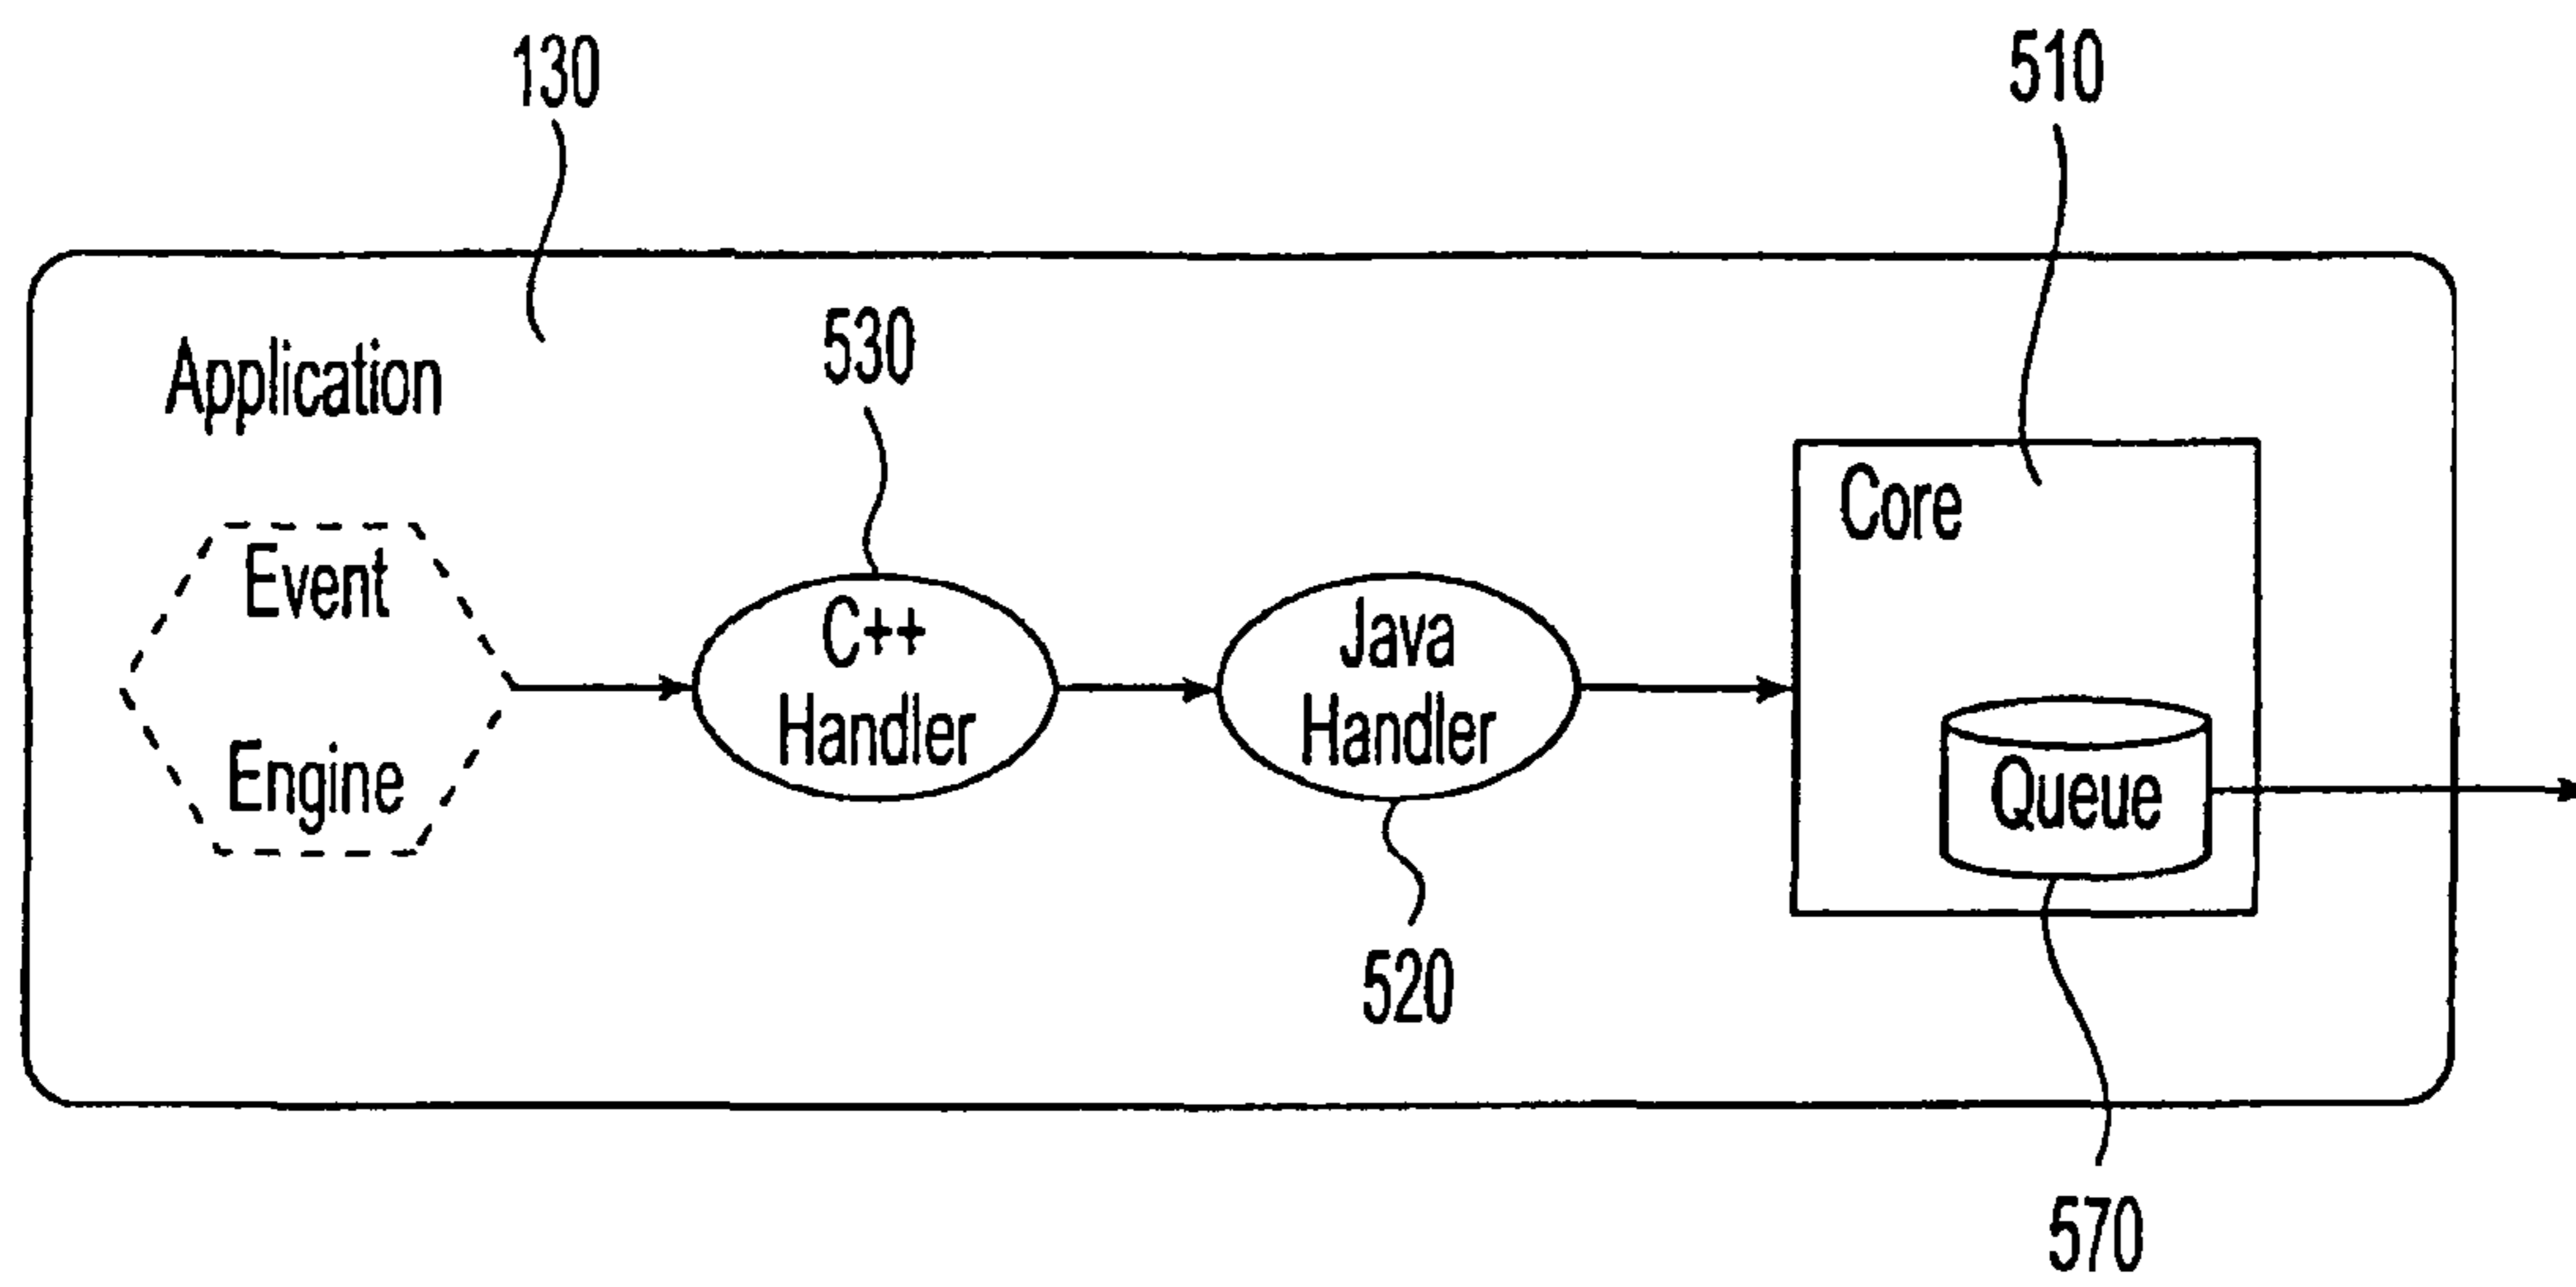 130
510
Application
530
Core
Event
Engine
C++
Handler
Java
Handler
Queue
520
570